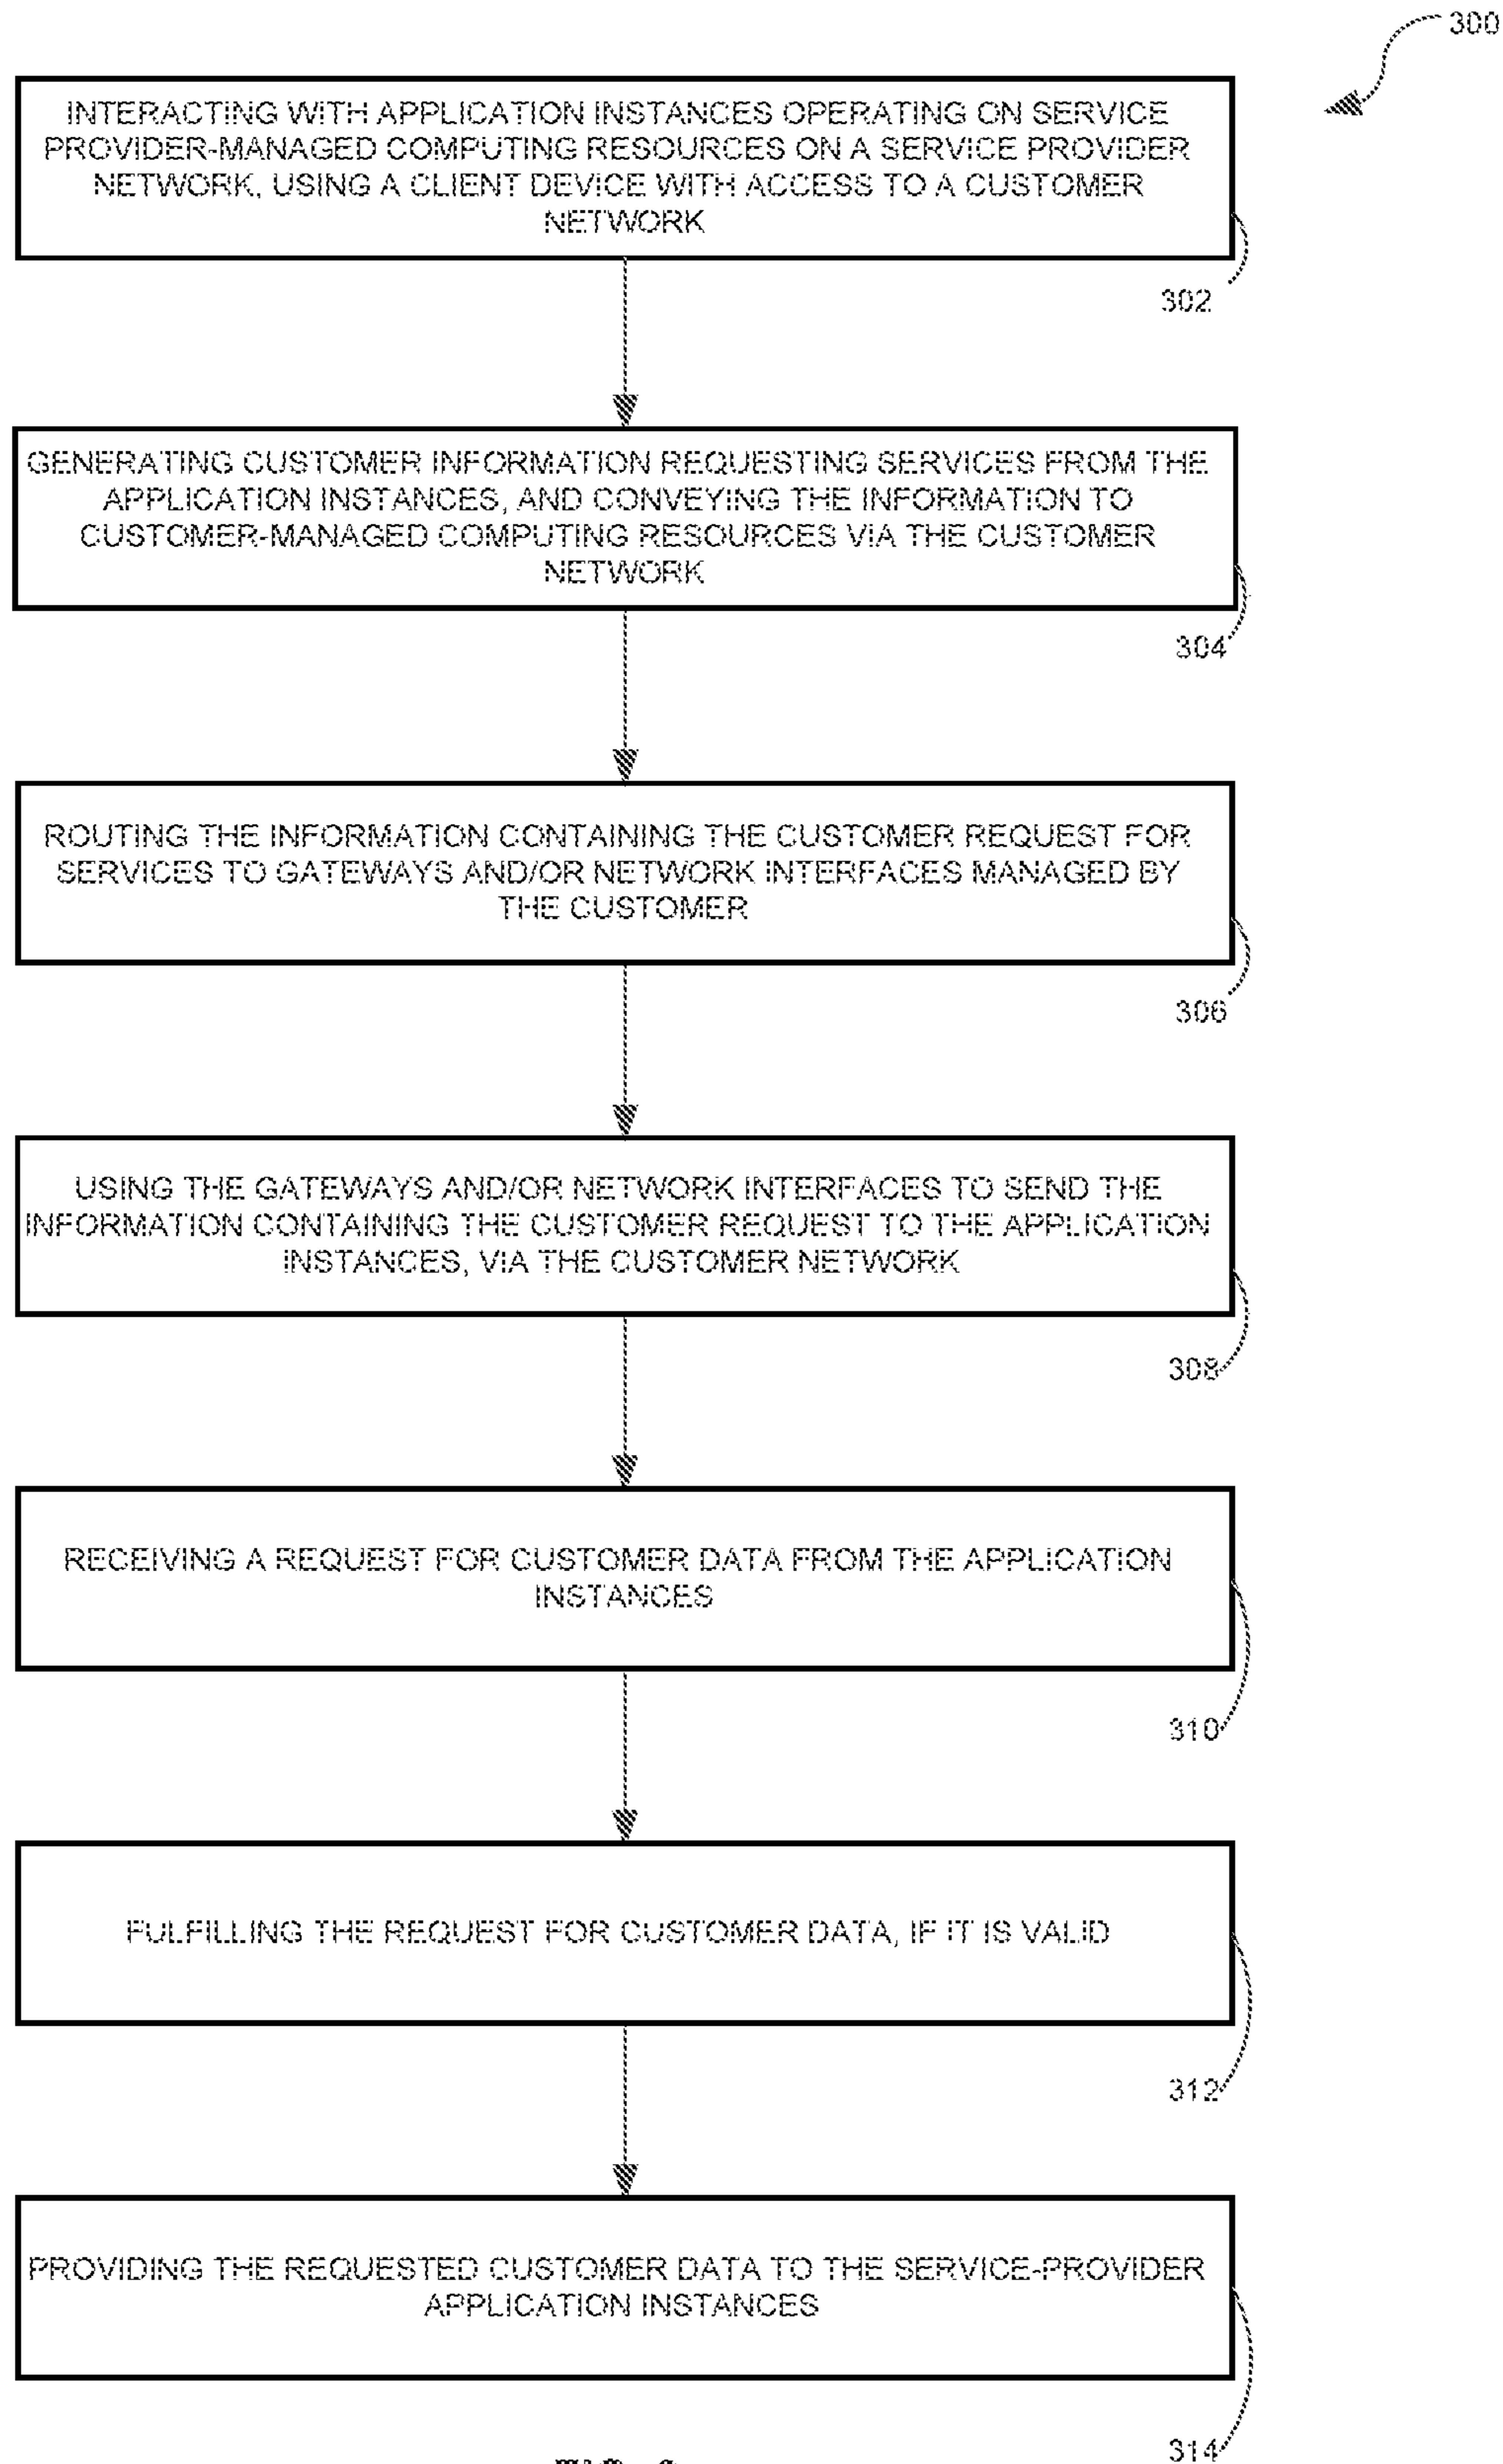 300
INTERACTING WITH APPLICATION INSTANCES OPERATING ON SERVICE
PROVIDER-MANAGED COMPUTING RESOURCES ON A SERVICE PROVIDER
NETWORK, USING A CLIENT DEVICE WITH ACCESS TO A CUSTOMER
NETWORK
302
GENERATING CUSTOMER INFORMATION REQUESTING SERVICES FROM THE
APPLICATION INSTANCES, AND CONVEYING THE INFORMATION TO
CUSTOMER-MANAGED COMPUTING RESOURCES VIA THE CUSTOMER
NETWORK
304
ROUTING THE INFORMATION CONTAINING THE CUSTOMER REQUEST FOR
SERVICES TO GATEWAYS AND/OR NETWORK INTERFACES MANAGED BY
THE CUSTOMER
306
USING THE GATEWAYS AND/OR NETWORK INTERFACES TO SEND THE
INFORMATION CONTAINING THE CUSTOMER REQUEST TO THE APPLICATION
INSTANCES, VIA THE CUSTOMER NETWORK
308
RECEIVING A REQUEST FOR CUSTOMER DATA FROM THE APPLICATION
INSTANCES
310
FULFILLING THE REQUEST FOR CUSTOMER DATA, IF IT IS VALID
312
PROVIDING THE REQUESTED CUSTOMER DATA TO THE SERVICE-PROVIDER
APPLICATION INSTANCES
314